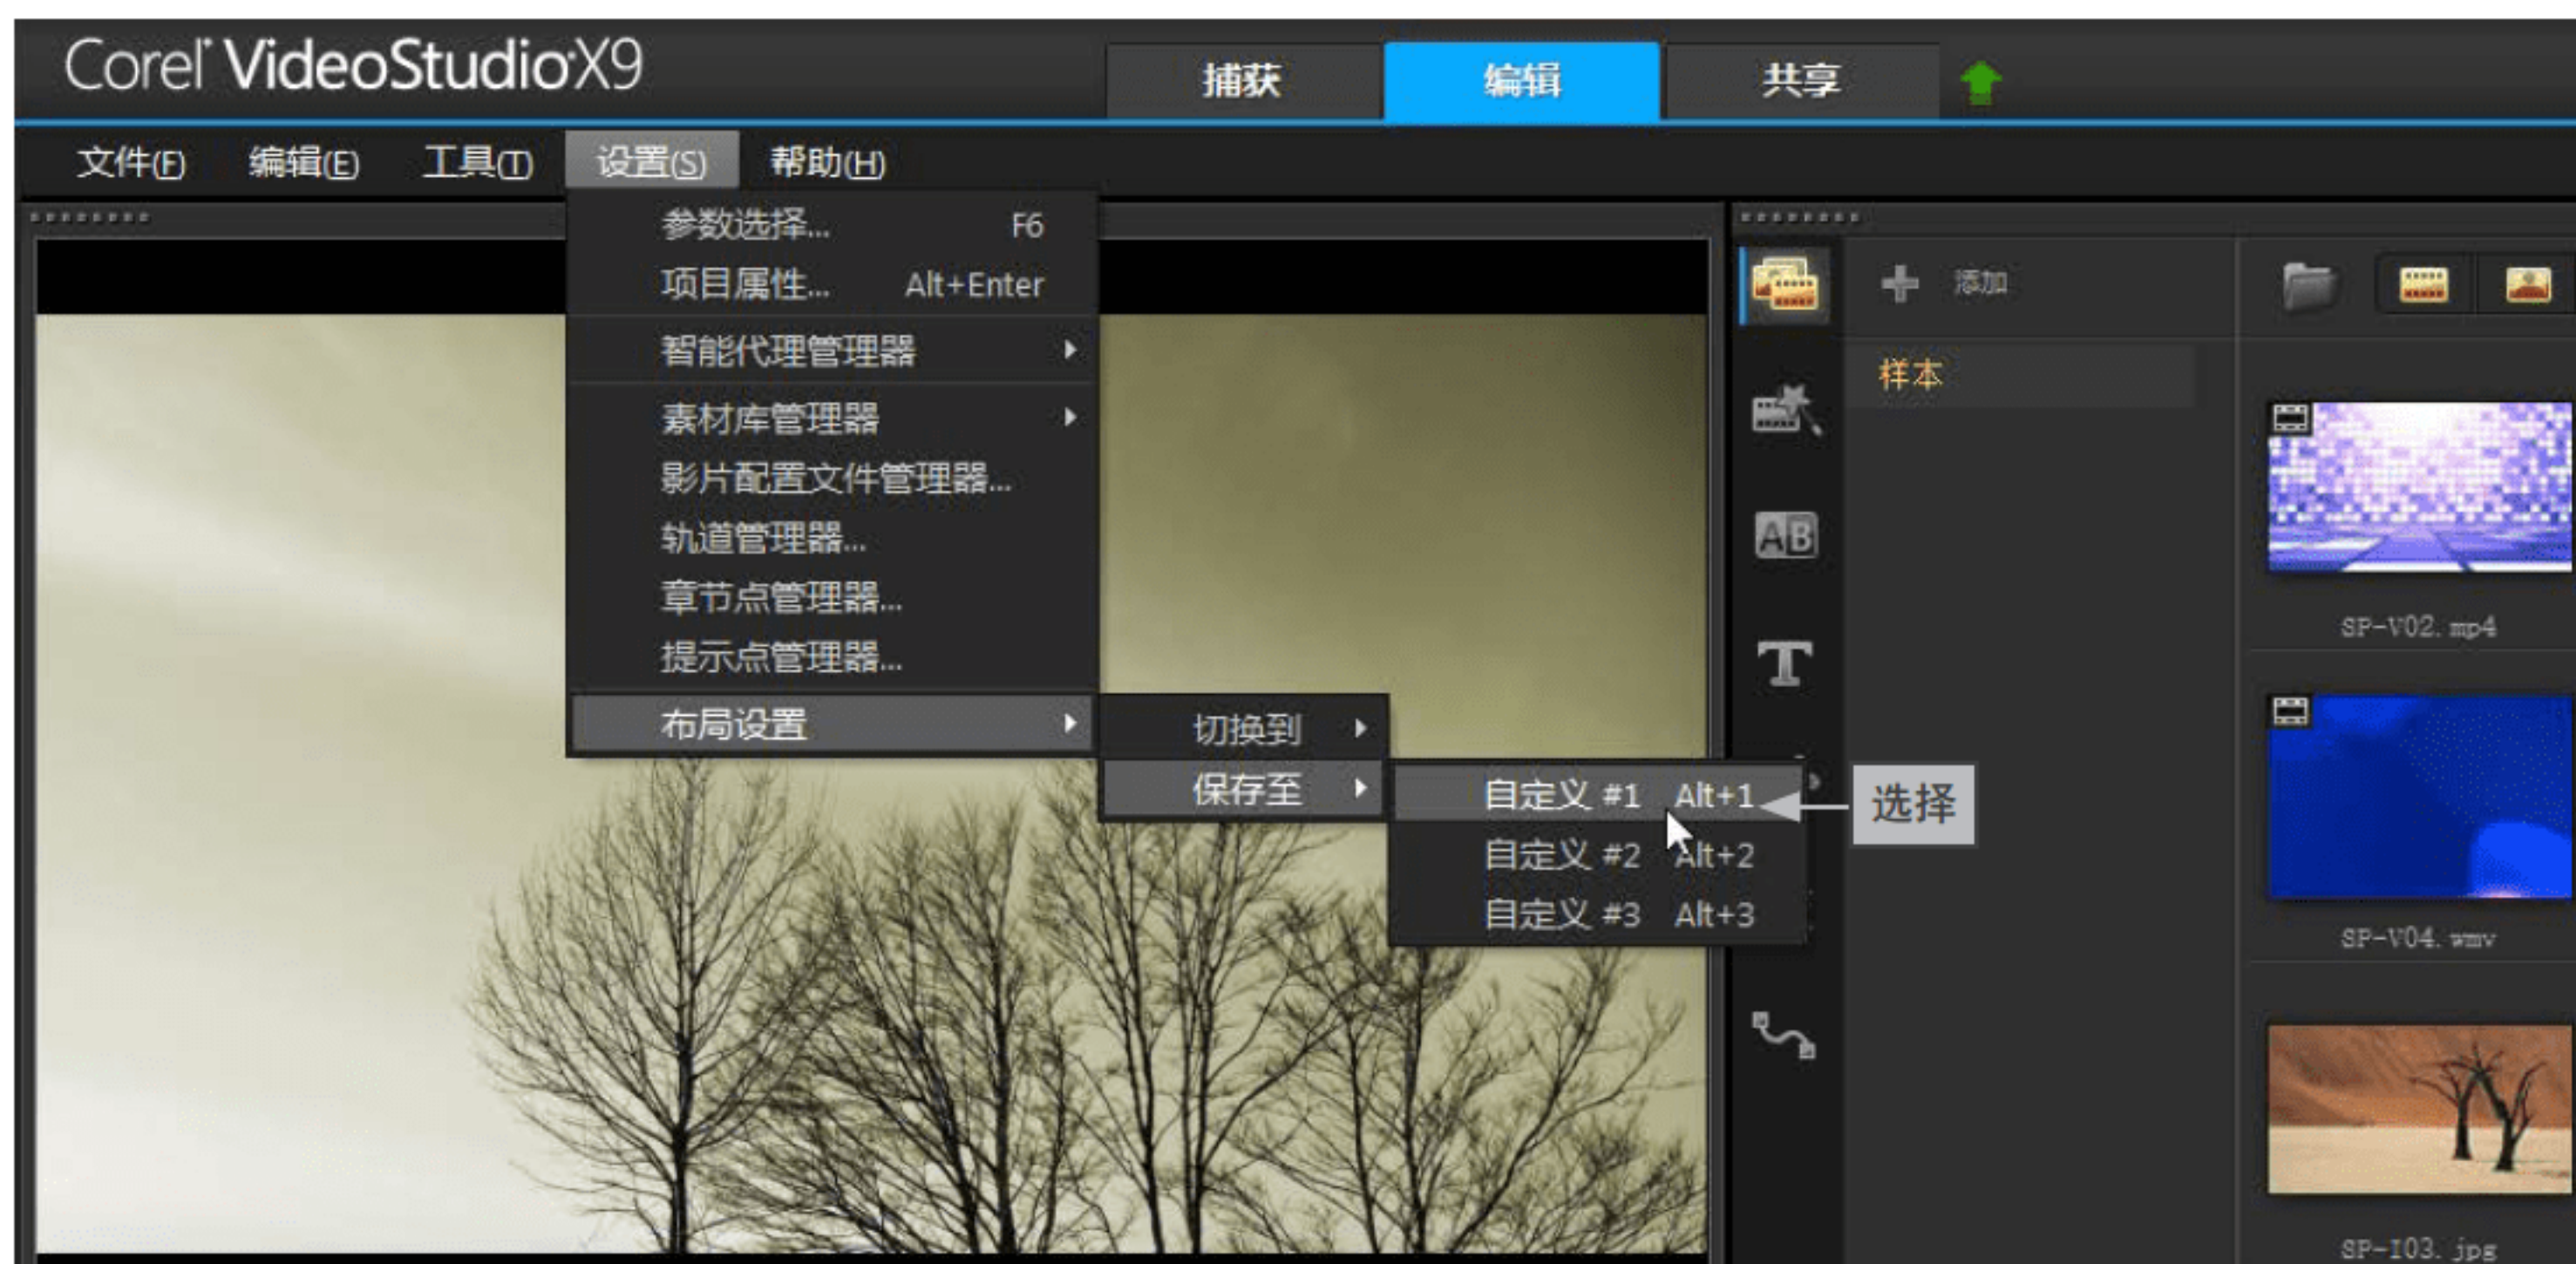 Corel VideoStudio X9
捕获 编辑 共享
文件(F) 编辑(E) 工具(T) 设置(S) 帮助(H)
参数选择... F6
项目属性... Alt+Enter
添加
智能代理管理器
样本
素材库管理器
影片配置文件管理器...
轨道管理器...
章节点管理器...
AB
SP-V02.mp4
提示点管理器...
T
布局设置
切换到
保存至
自定义 #1 Alt+1
选择
自定义 #2 Alt+2
自定义 #3 Alt+3
SP-V04.wmv
SP-I03.jpg